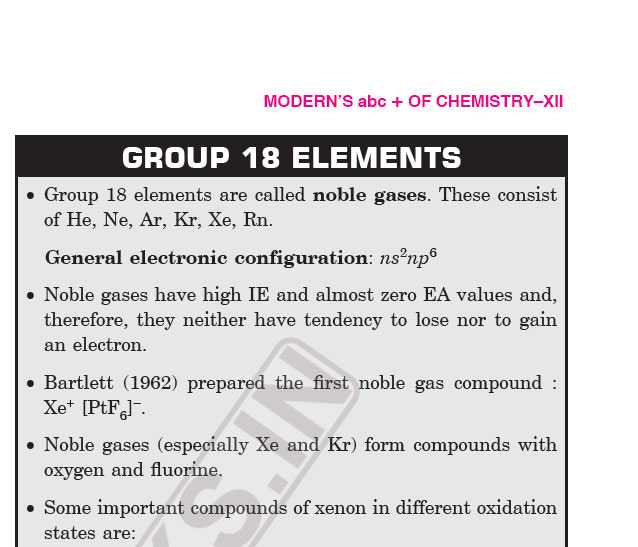 MODERN'S abc + OF CHEMISTRY–XII
GROUP 18 ELEMENTS
• Group 18 elements are called noble gases. These consist
of He, Ne, Ar, Kr, Xe, Rn.
General electronic configuration: ns²np⁶
• Noble gases have high IE and almost zero EA values and,
therefore, they neither have tendency to lose nor to gain
an electron.
• Bartlett (1962) prepared the first noble gas compound :
Xe⁺ [PtF₆]⁻.
• Noble gases (especially Xe and Kr) form compounds with
oxygen and fluorine.
• Some important compounds of xenon in different oxidation
states are: